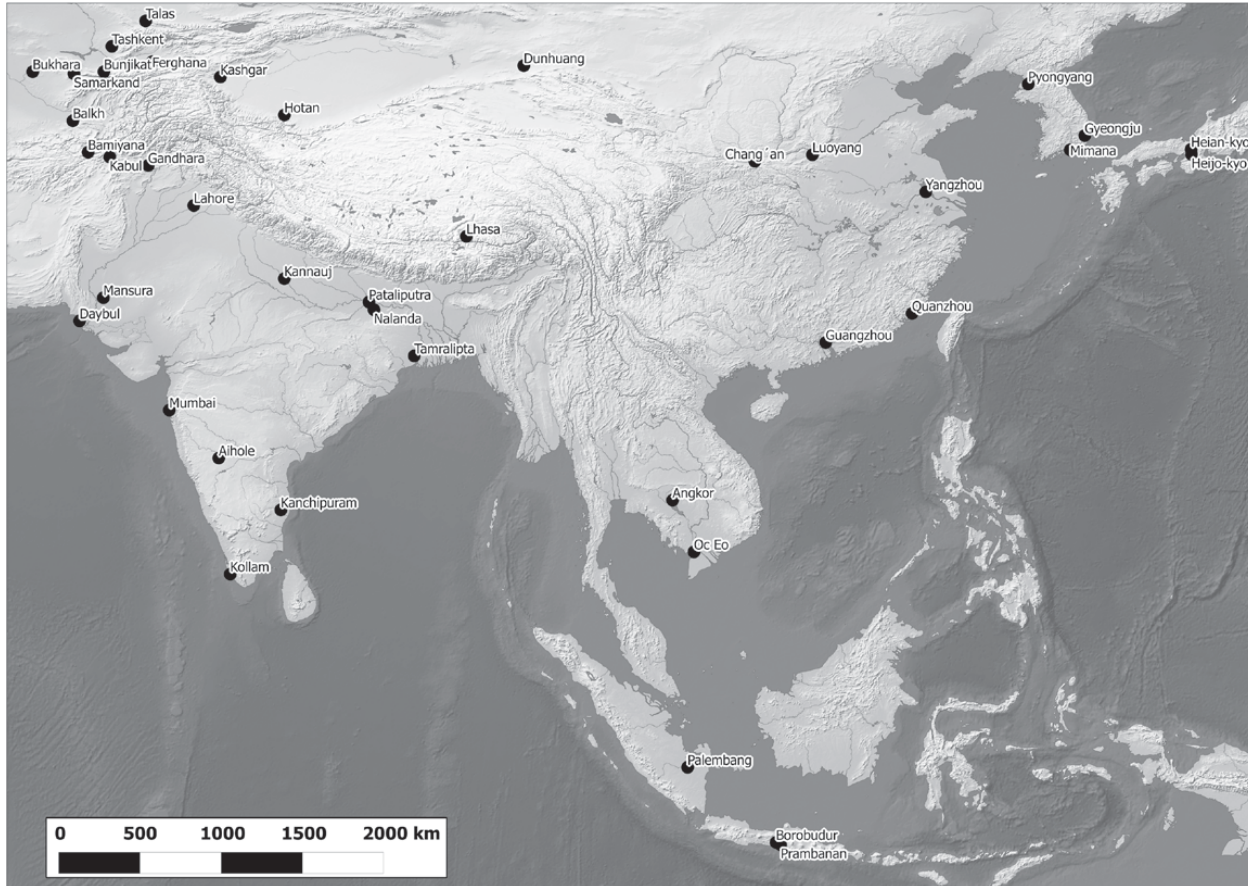 Talas
Tashkent
Bukhara
Bunjikat
Ferghana
Samarkand
Kashgar
Dunhuang
Pyongyang
Hotan
Balkh
Gyeongju
Bamiyana
Kabul
Gandhara
Chang´an
Luoyang
Mimana
Heian-kyo
Heijo-kyo
Yangzhou
Lahore
Lhasa
Kannauj
Mansura
Pataliputra
Daybul
Nalanda
Quanzhou
Guangzhou
Tamralipta
Mumbai
Aihole
Kanchipuram
Angkor
Oc Eo
Kollam
Palembang
Borobudur
Prambanan
0 500 1000 1500 2000 km